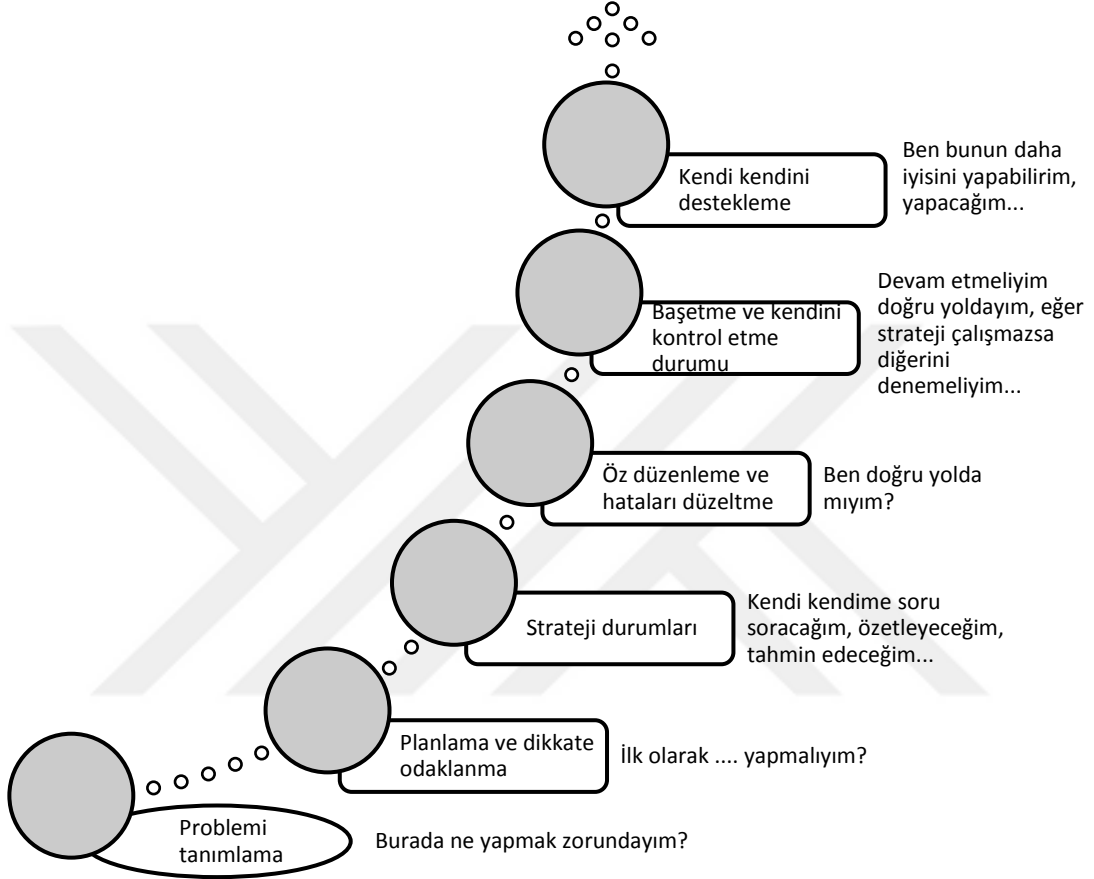 Kendi kendini
destekleme
Ben bunun daha
iyisini yapabilirim,
yapacağım...
Başetme ve kendini
kontrol etme
durumu
Devam etmeliyim
doğru yoldayım, eğer
strateji çalışmazsa
diğerini
denemeliyim...
Öz düzenleme ve
hataları düzeltme
Ben doğru yolda
mıyım?
Strateji durumları
Kendi kendime soru
soracağım, özetleyeceğim,
tahmin edeceğim...
Planlama ve dikkate
odaklanma
İlk olarak .... yapmalıyım?
Problemi
tanımlama
Burada ne yapmak zorundayım?